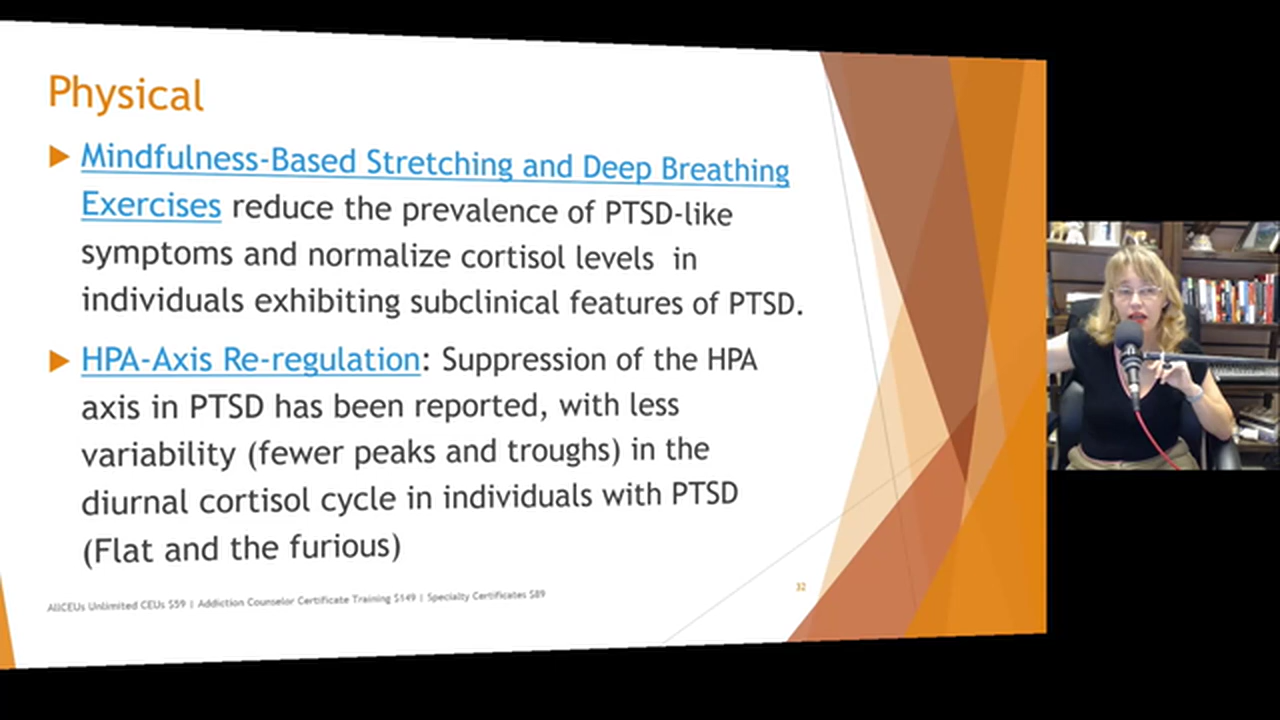 Physical
Mindfulness-Based Stretching and Deep Breathing
Exercises reduce the prevalence of PTSD-like
symptoms and normalize cortisol levels in
individuals exhibiting subclinical features of PTSD.
HPA-Axis Re-regulation: Suppression of the HPA
axis in PTSD has been reported, with less
variability (fewer peaks and troughs) in the
diurnal cortisol cycle in individuals with PTSD
(Flat and the furious)
AllCEUs Unlimited CEUs $59 | Addiction Counselor Certificate Training $149 | Specialty Certificates $89
32